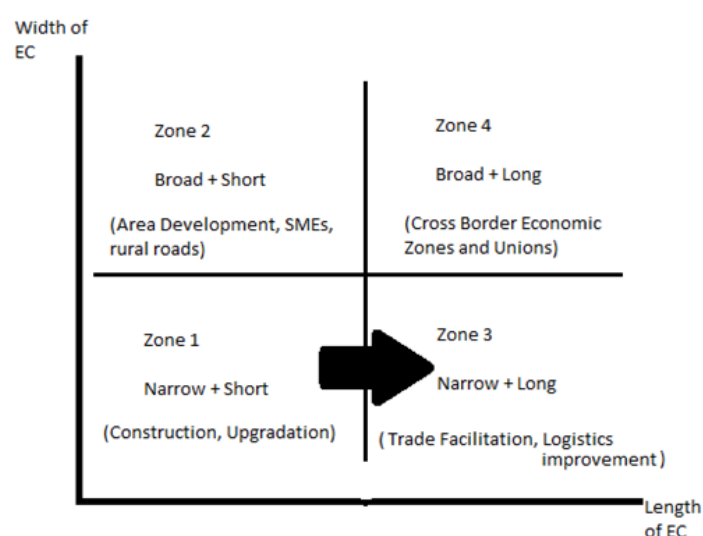 Width of
EC
Zone 2
Broad + Short
(Area Development, SMEs,
rural roads)
Zone 4
Broad + Long
(Cross Border Economic
Zones and Unions)
Zone 1
Narrow + Short
(Construction, Upgradation)
Zone 3
Narrow + Long
(Trade Facilitation, Logistics
improvement)
Length
of EC